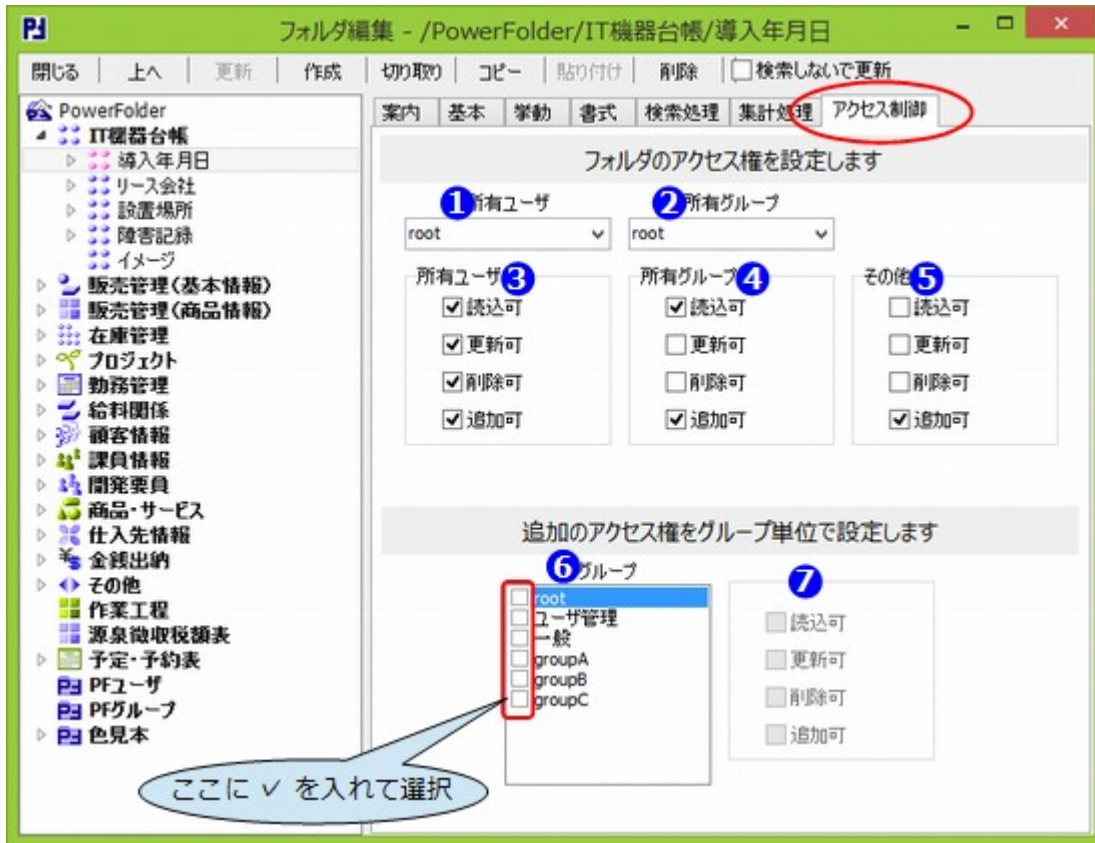 フォルダ編集 - /PowerFolder/IT機器台帳/導入年月日
閉じる 上へ 更新 作成 切り取り コピー 貼り付け 削除 検索しないで更新
PowerFolder
IT機器台帳
導入年月日
リース会社
設置場所
障害記録
イメージ
販売管理(基本情報)
販売管理(商品情報)
在庫管理
プロジェクト
勤務管理
給料関係
顧客情報
課員情報
開発要員
商品・サービス
仕入先情報
金銭出納
その他
作業工程
源泉徴収税額表
予定・予約表
PFユーザ
PFグループ
色見本
案内 基本 挙動 書式 検索処理 集計処理 アクセス制御
フォルダのアクセス権を設定します
1 所有ユーザ 2 所有グループ
root root
所有ユーザ 3 所有グループ 4 その他 5
読込可 読込可 読込可
更新可 更新可 更新可
削除可 削除可 削除可
追加可 追加可 追加可
追加のアクセス権をグループ単位で設定します
6 グループ 7
root
ユーザ管理
一般
groupA
groupB
groupC
読込可
更新可
削除可
追加可
ここに ✓ を入れて選択